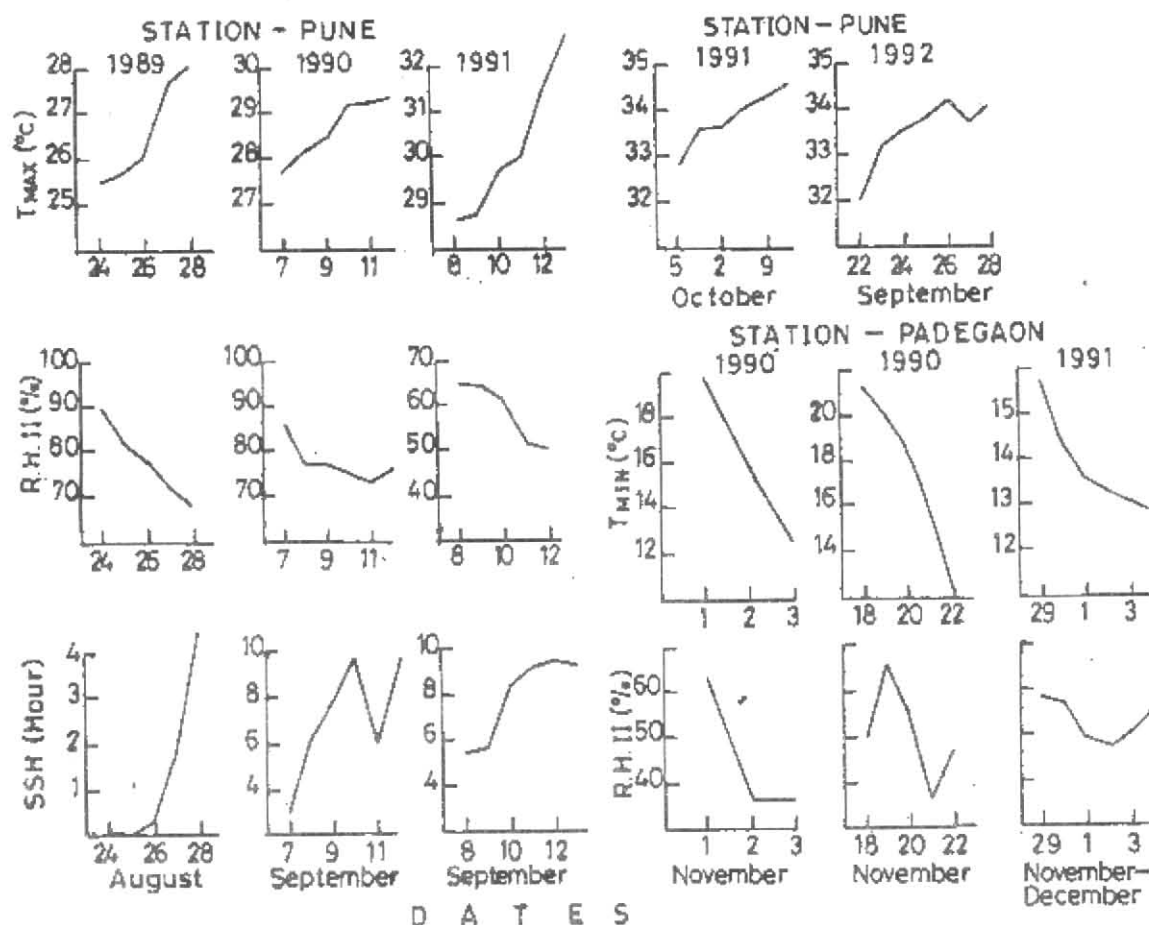 STATION - PUNE
STATION - PUNE
1989
1990
1991
1991
1992
TMAX (°C)
28
27
26
25
24 26 28
30
29
28
27
7 9 11
32
31
30
29
8 10 12
35
34
33
32
5 2 9
October
35
34
33
32
22 24 26 28
September
STATION - PADEGAON
1990
1990
1991
R.H. II (°/s)
100
90
80
70
24 26 28
100
90
80
70
7 9 11
70
60
50
40
8 10 12
TMIN (°C)
18
16
14
12
1 2 3
20
18
16
14
18 20 22
15
14
13
12
29 1 3
SSH (Hour)
4
3
2
1
24 26 28
August
10
8
6
4
7 9 11
September
10
8
6
4
8 10 12
September
R.H. II (°/s)
60
50
40
1 2 3
November
18 20 22
November
29 1 3
November-
December
D A T E S